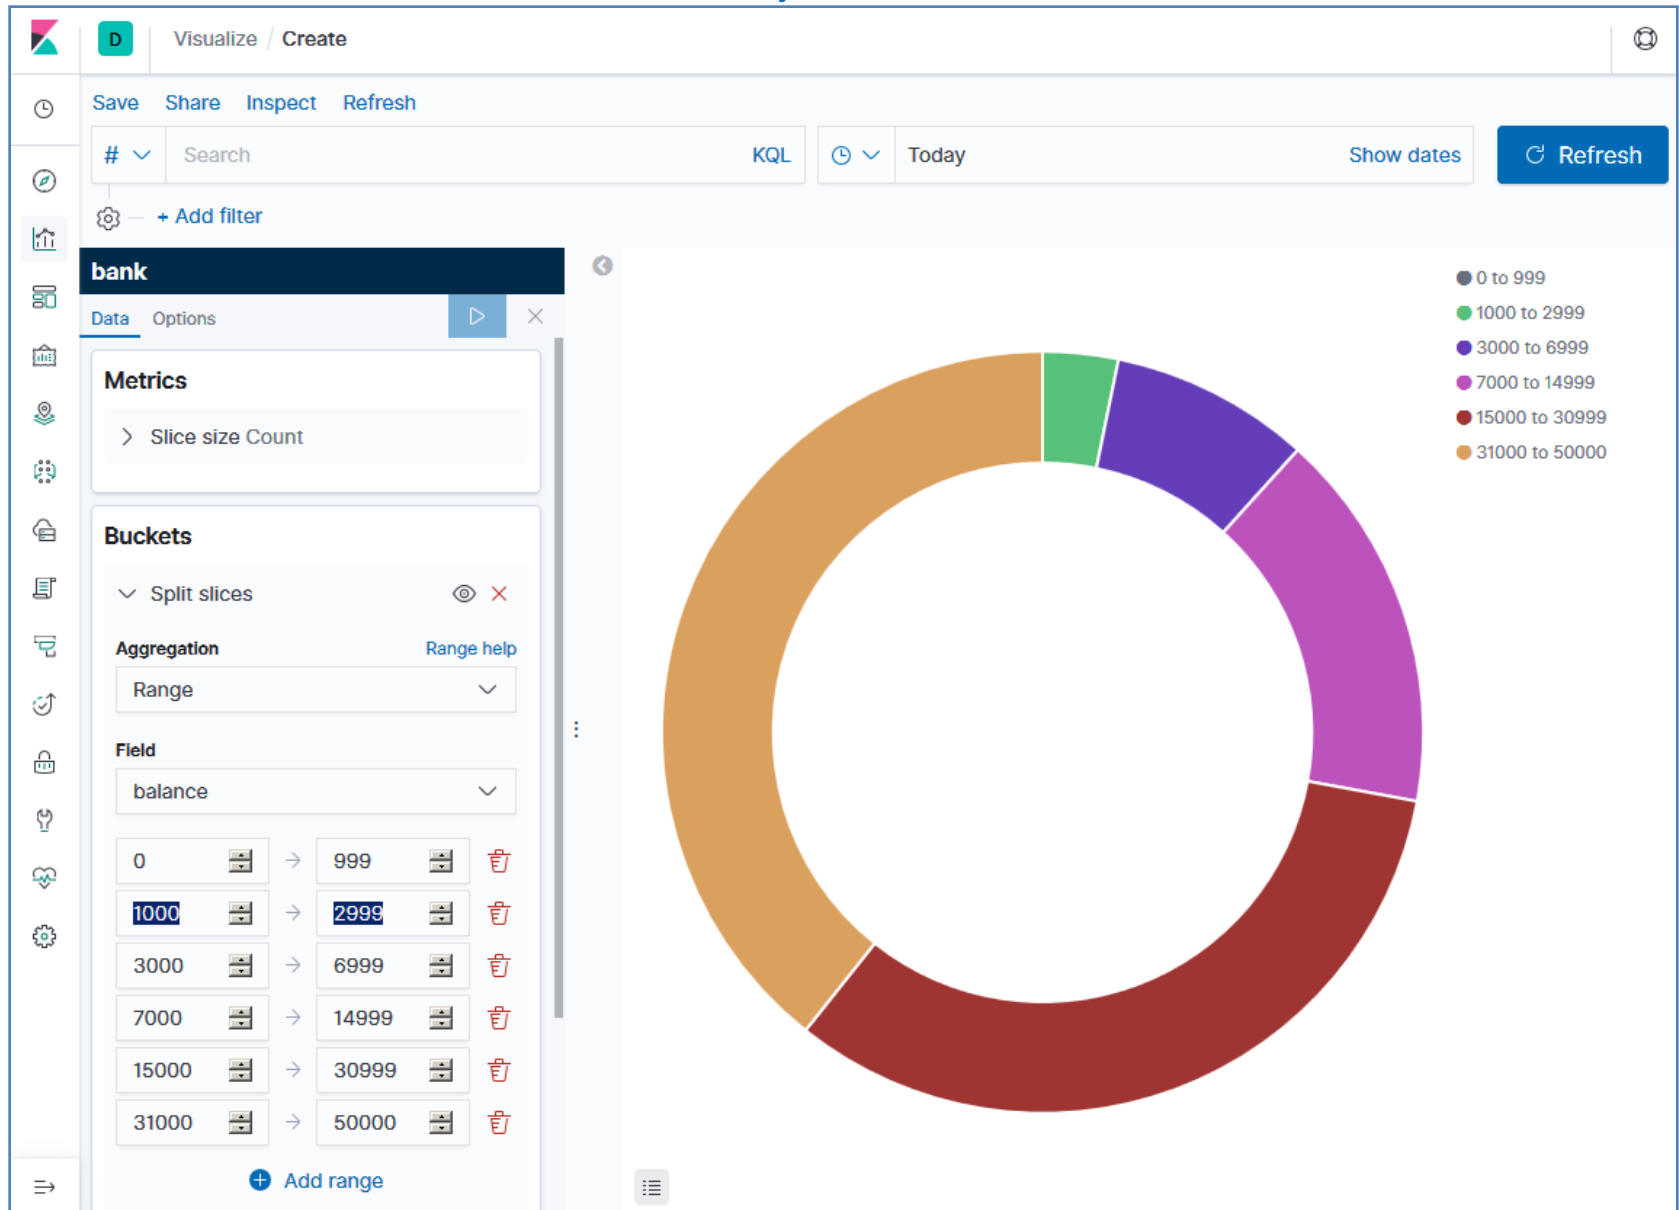 D
Visualize / Create
Save Share Inspect Refresh
# Search KQL Today Show dates Refresh
+ Add filter
bank
Data Options
Metrics
Slice size Count
Buckets
Split slices
Aggregation Range help
Range
Field
balance
0 → 999
1000 → 2999
3000 → 6999
7000 → 14999
15000 → 30999
31000 → 50000
Add range
0 to 999
1000 to 2999
3000 to 6999
7000 to 14999
15000 to 30999
31000 to 50000